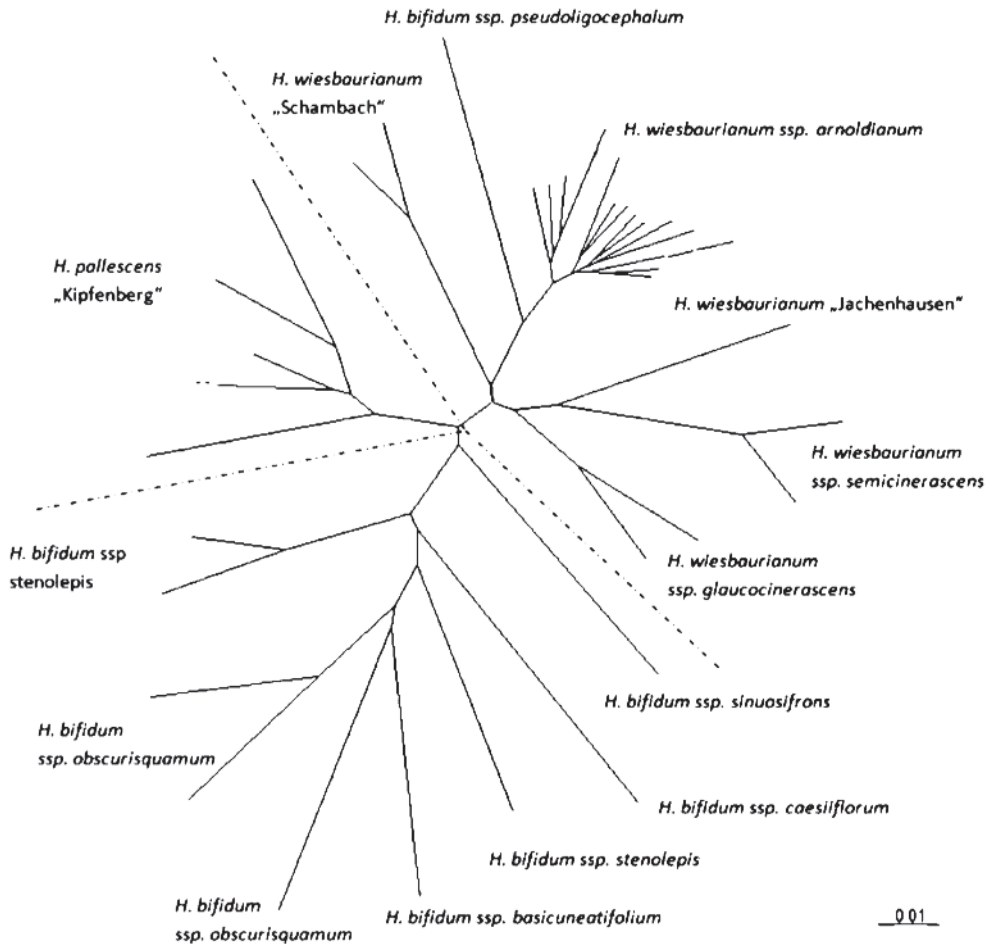 H. bifidum ssp. pseudoligocephalum
H. wiesbaurianum
„Schambach“
H. wiesbaurianum ssp. arnoldianum
H. pallescens
„Kipfenberg“
H. wiesbaurianum „Jachenhausen“
H. wiesbaurianum
ssp. semicinerascens
H. bifidum ssp
stenolepis
H. wiesbaurianum
ssp. glaucocinerascens
H. bifidum ssp. sinuosifrons
H. bifidum
ssp. obscurisquamum
H. bifidum ssp. caesiiflorum
H. bifidum ssp. stenolepis
H. bifidum
ssp. obscurisquamum
H. bifidum ssp. basicuneatifolium
0.01